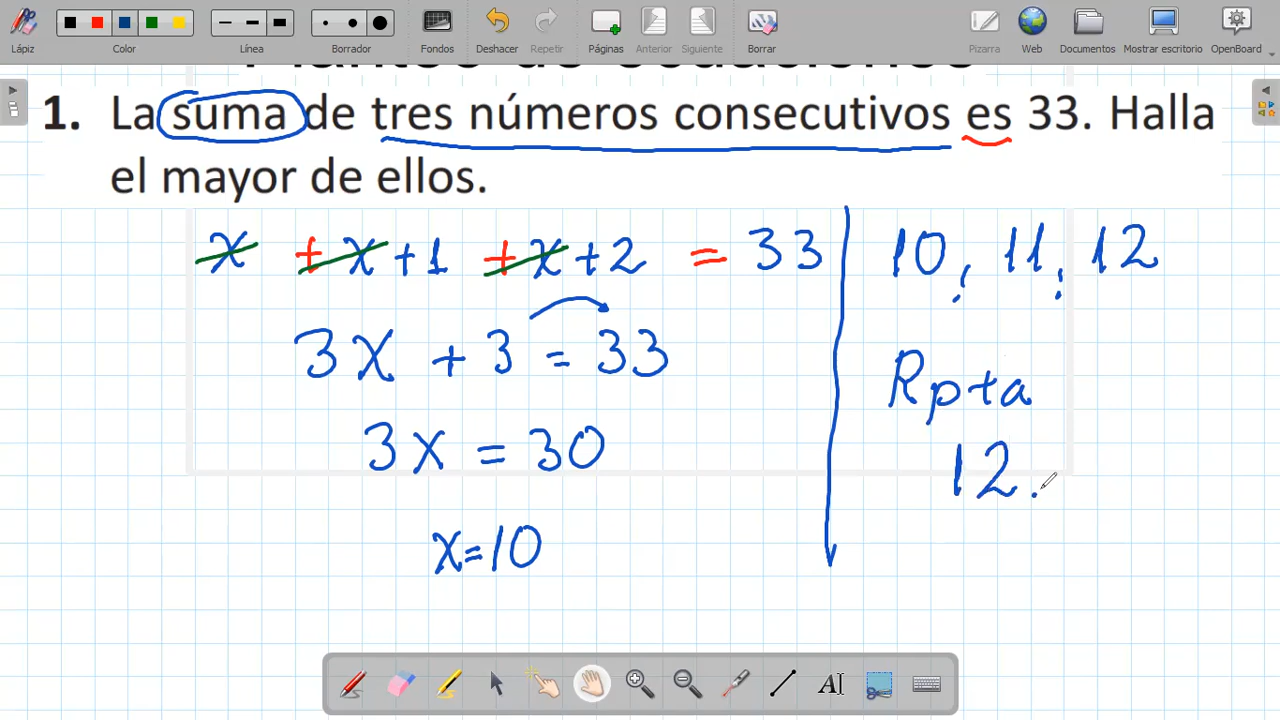 Lápiz Color Línea Borrador Fondos Deshacer Repetir Páginas Anterior Siguiente Borrar Pizarra Web Documentos Mostrar escritorio OpenBoard
1. La suma de tres números consecutivos es 33. Halla
el mayor de ellos.
x + x + 1 + x + 2 = 33
3x + 3 = 33
3x = 30
x = 10
10, 11, 12
Rpta
12.